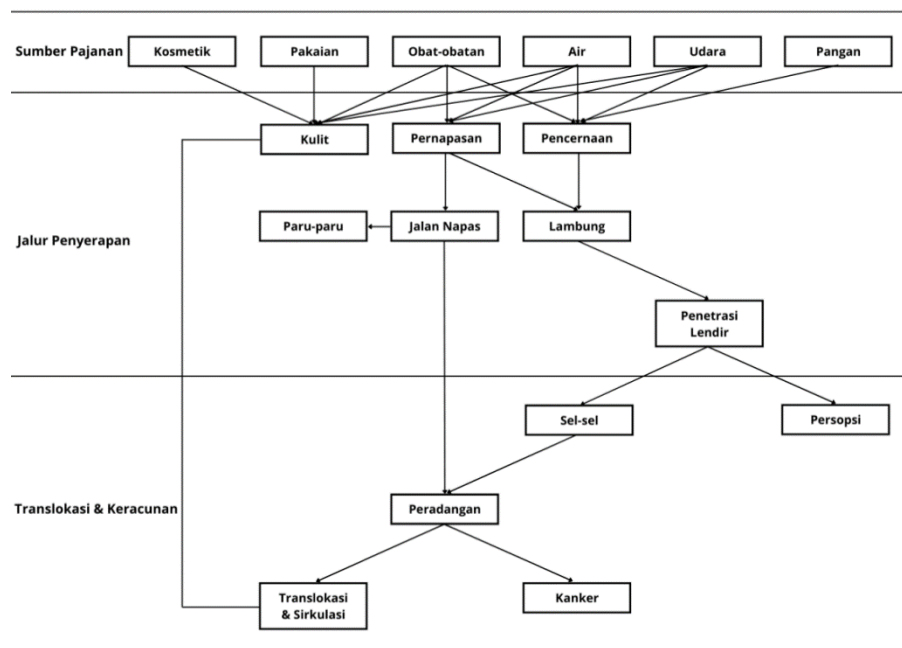 Sumber Pajanan
Kosmetik
Pakaian
Obat-obatan
Air
Udara
Pangan
Kulit
Pernapasan
Pencernaan
Jalur Penyerapan
Paru-paru
Jalan Napas
Lambung
Penetrasi
Lendir
Sel-sel
Persopsi
Translokasi & Keracunan
Peradangan
Translokasi
& Sirkulasi
Kanker